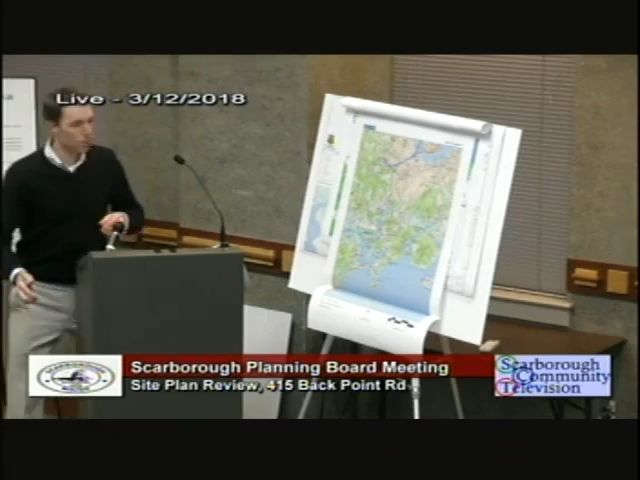 Live - 3/12/2018
Scarborough Planning Board Meeting
Site Plan Review, 415 Back Point Rd
Scarborough
Community
Television